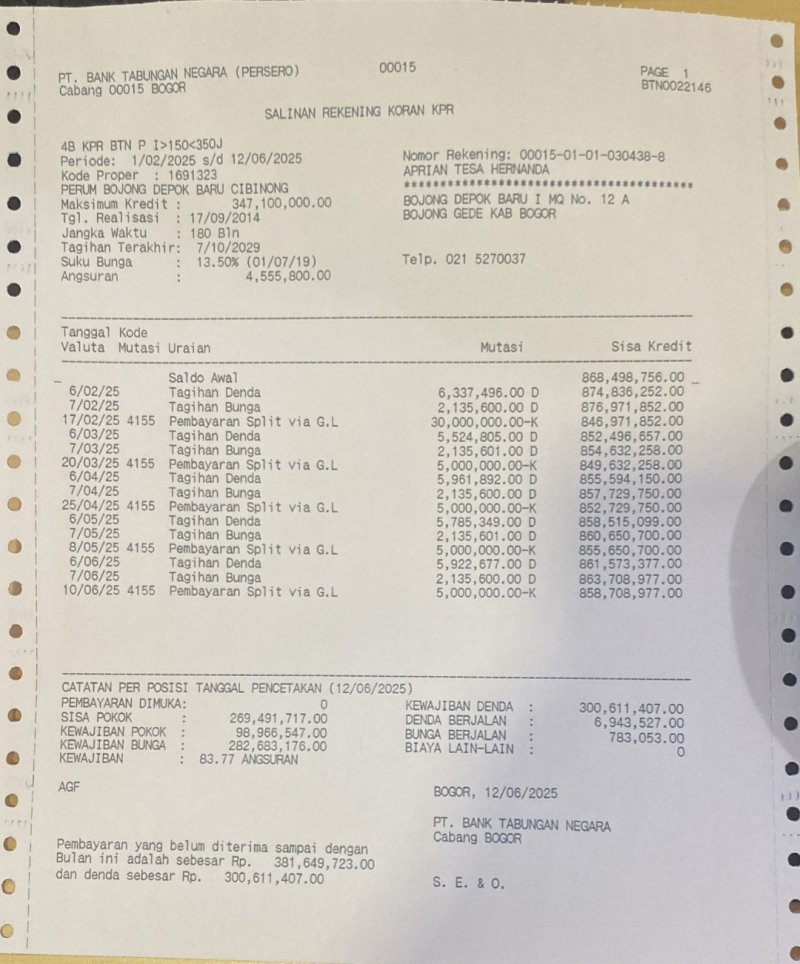 00015
PT. BANK TABUNGAN NEGARA (PERSERO)
Cabang 00015 BOGOR
PAGE 1
BTN0022146
SALINAN REKENING KORAN KPR
4B KPR BTN P I>150<350J
Periode: 1/02/2025 s/d 12/06/2025
Kode Proper : 1691323
PERUM BOJONG DEPOK BARU CIBINONG
Maksimum Kredit : 347,100,000.00
Tgl. Realisasi : 17/09/2014
Jangka Waktu : 180 Bln
Tagihan Terakhir: 7/10/2029
Suku Bunga : 13.50% (01/07/19)
Angsuran : 4,555,800.00
Nomor Rekening: 00015-01-01-030438-8
APRIAN TESA HERNANDA
****************************************
BOJONG DEPOK BARU I MQ No. 12 A
BOJONG GEDE KAB BOGOR
Telp. 021 5270037
Tanggal Kode
Valuta Mutasi Uraian Mutasi Sisa Kredit
_ Saldo Awal 868,498,756.00 _
6/02/25 Tagihan Denda 6,337,496.00 D 874,836,252.00
7/02/25 Tagihan Bunga 2,135,600.00 D 876,971,852.00
17/02/25 4155 Pembayaran Split via G.L 30,000,000.00-K 846,971,852.00
6/03/25 Tagihan Denda 5,524,805.00 D 852,496,657.00
7/03/25 Tagihan Bunga 2,135,601.00 D 854,632,258.00
20/03/25 4155 Pembayaran Split via G.L 5,000,000.00-K 849,632,258.00
6/04/25 Tagihan Denda 5,961,892.00 D 855,594,150.00
7/04/25 Tagihan Bunga 2,135,600.00 D 857,729,750.00
25/04/25 4155 Pembayaran Split via G.L 5,000,000.00-K 852,729,750.00
6/05/25 Tagihan Denda 5,785,349.00 D 858,515,099.00
7/05/25 Tagihan Bunga 2,135,601.00 D 860,650,700.00
8/05/25 4155 Pembayaran Split via G.L 5,000,000.00-K 855,650,700.00
6/06/25 Tagihan Denda 5,922,677.00 D 861,573,377.00
7/06/25 Tagihan Bunga 2,135,600.00 D 863,708,977.00
10/06/25 4155 Pembayaran Split via G.L 5,000,000.00-K 858,708,977.00
CATATAN PER POSISI TANGGAL PENCETAKAN (12/06/2025)
PEMBAYARAN DIMUKA: 0
SISA POKOK : 269,491,717.00
KEWAJIBAN POKOK : 98,966,547.00
KEWAJIBAN BUNGA : 282,683,176.00
KEWAJIBAN : 83.77 ANGSURAN
KEWAJIBAN DENDA : 300,611,407.00
DENDA BERJALAN : 6,943,527.00
BUNGA BERJALAN : 783,053.00
BIAYA LAIN-LAIN : 0
AGF
BOGOR, 12/06/2025
PT. BANK TABUNGAN NEGARA
Cabang BOGOR
Pembayaran yang belum diterima sampai dengan
Bulan ini adalah sebesar Rp. 381,649,723.00
dan denda sebesar Rp. 300,611,407.00
S. E. & O.